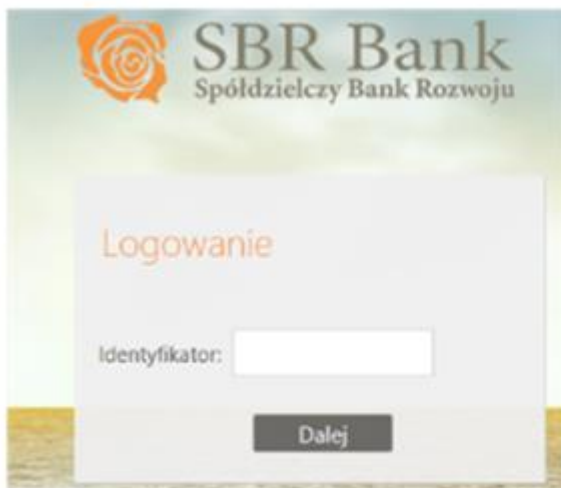 SBR Bank
Spółdzielczy Bank Rozwoju
Logowanie
Identyfikator:
Dalej